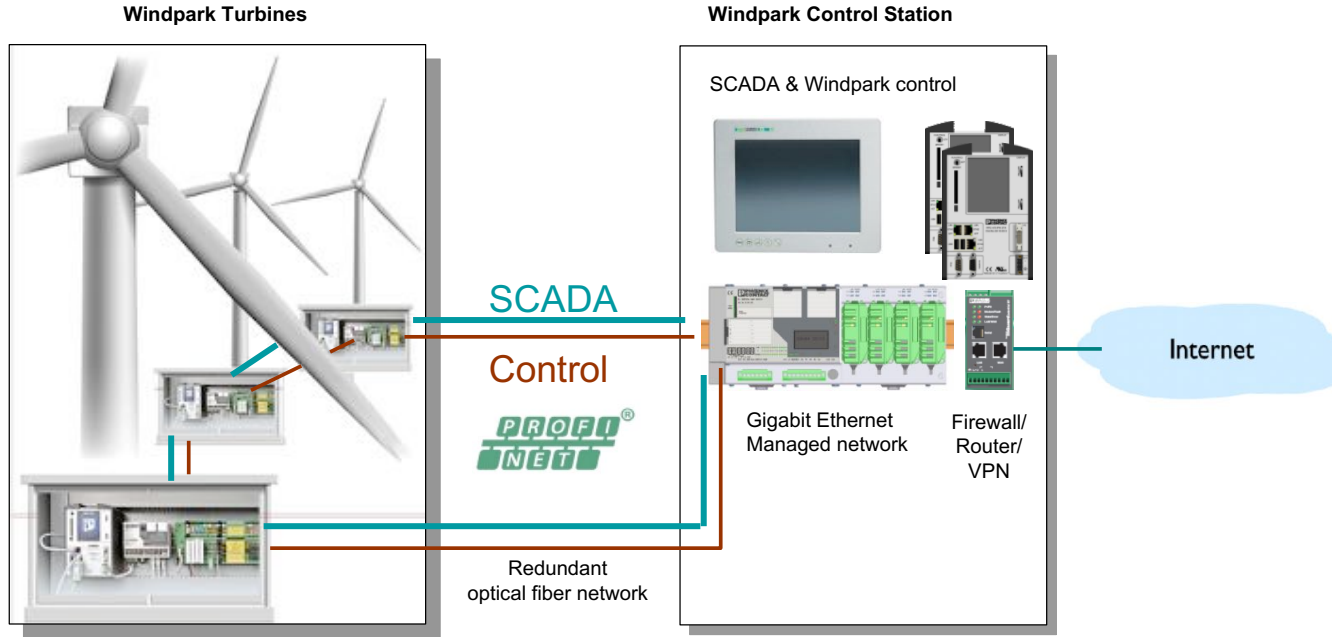 Windpark Turbines
Windpark Control Station
SCADA & Windpark control
SCADA
Control
PROFI
NET
®
Gigabit Ethernet
Managed network
Firewall/
Router/
VPN
Internet
Redundant
optical fiber network